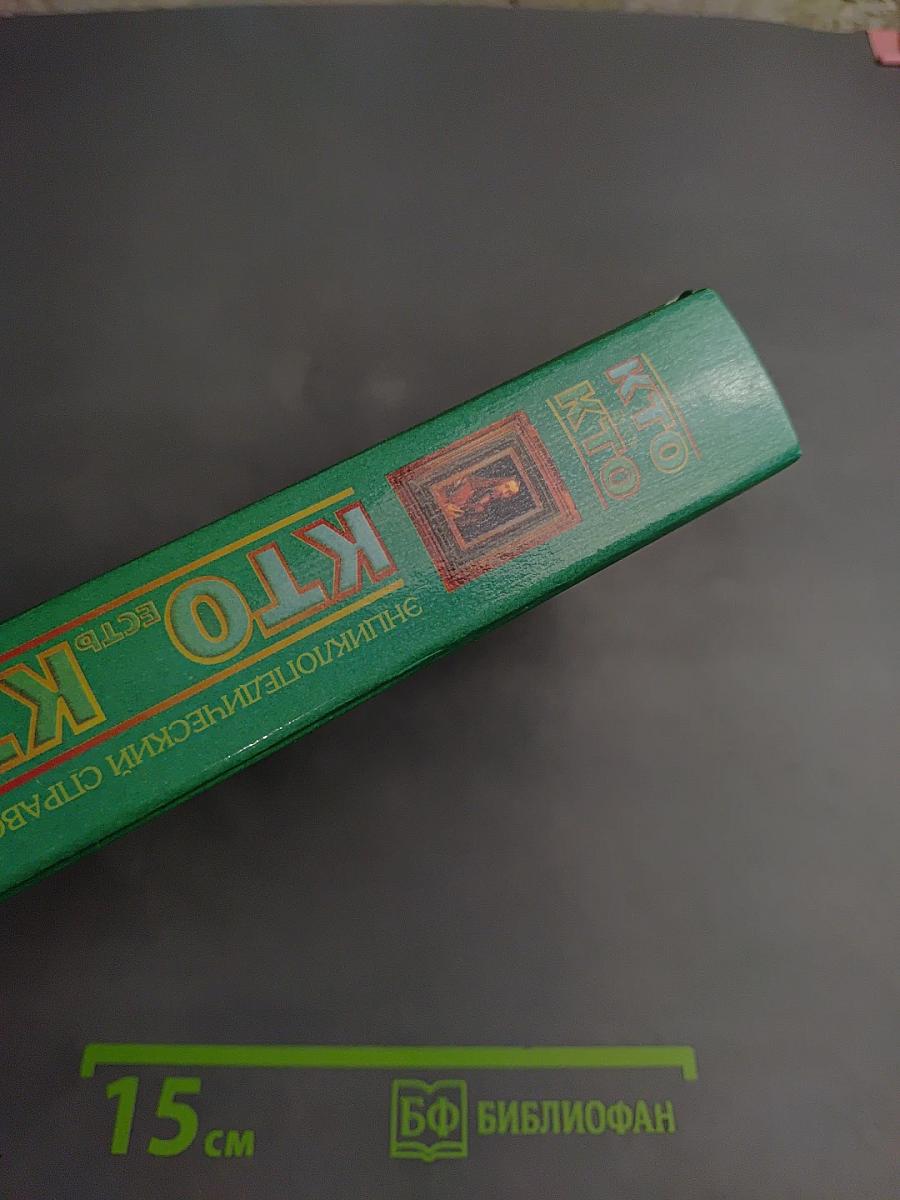 КТО
КТО
КТО ЕСТЬ К
ЭНЦИКЛОПЕДИЧЕСКИЙ СПРАВО
15 см
БФ БИБЛИОФАН